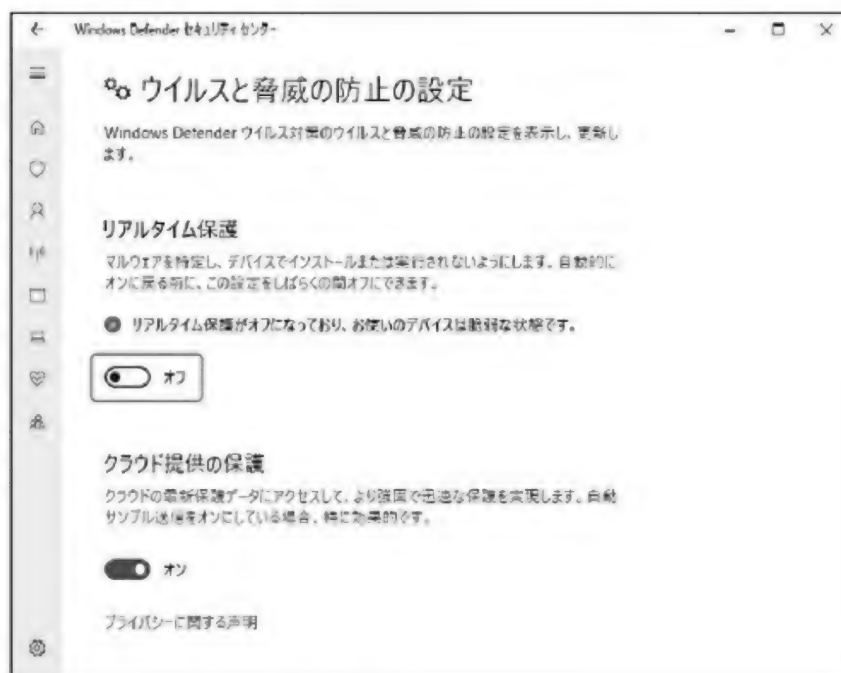 Windows Defender セキュリティ センター
ウイルスと脅威の防止の設定
Windows Defender ウイルス対策のウイルスと脅威の防止の設定を表示し、更新し
ます。
リアルタイム保護
マルウェアを特定し、デバイスでインストールまたは実行されないようにします。自動的に
オンに戻る前に、この設定をしばらくの間オフにできます。
リアルタイム保護がオフになっており、お使いのデバイスは脆弱な状態です。
オフ
クラウド提供の保護
クラウドの最新保護データにアクセスして、より強固で迅速な保護を実現します。自動
サンプル送信をオンにしている場合、特に効果的です。
オン
プライバシーに関する声明